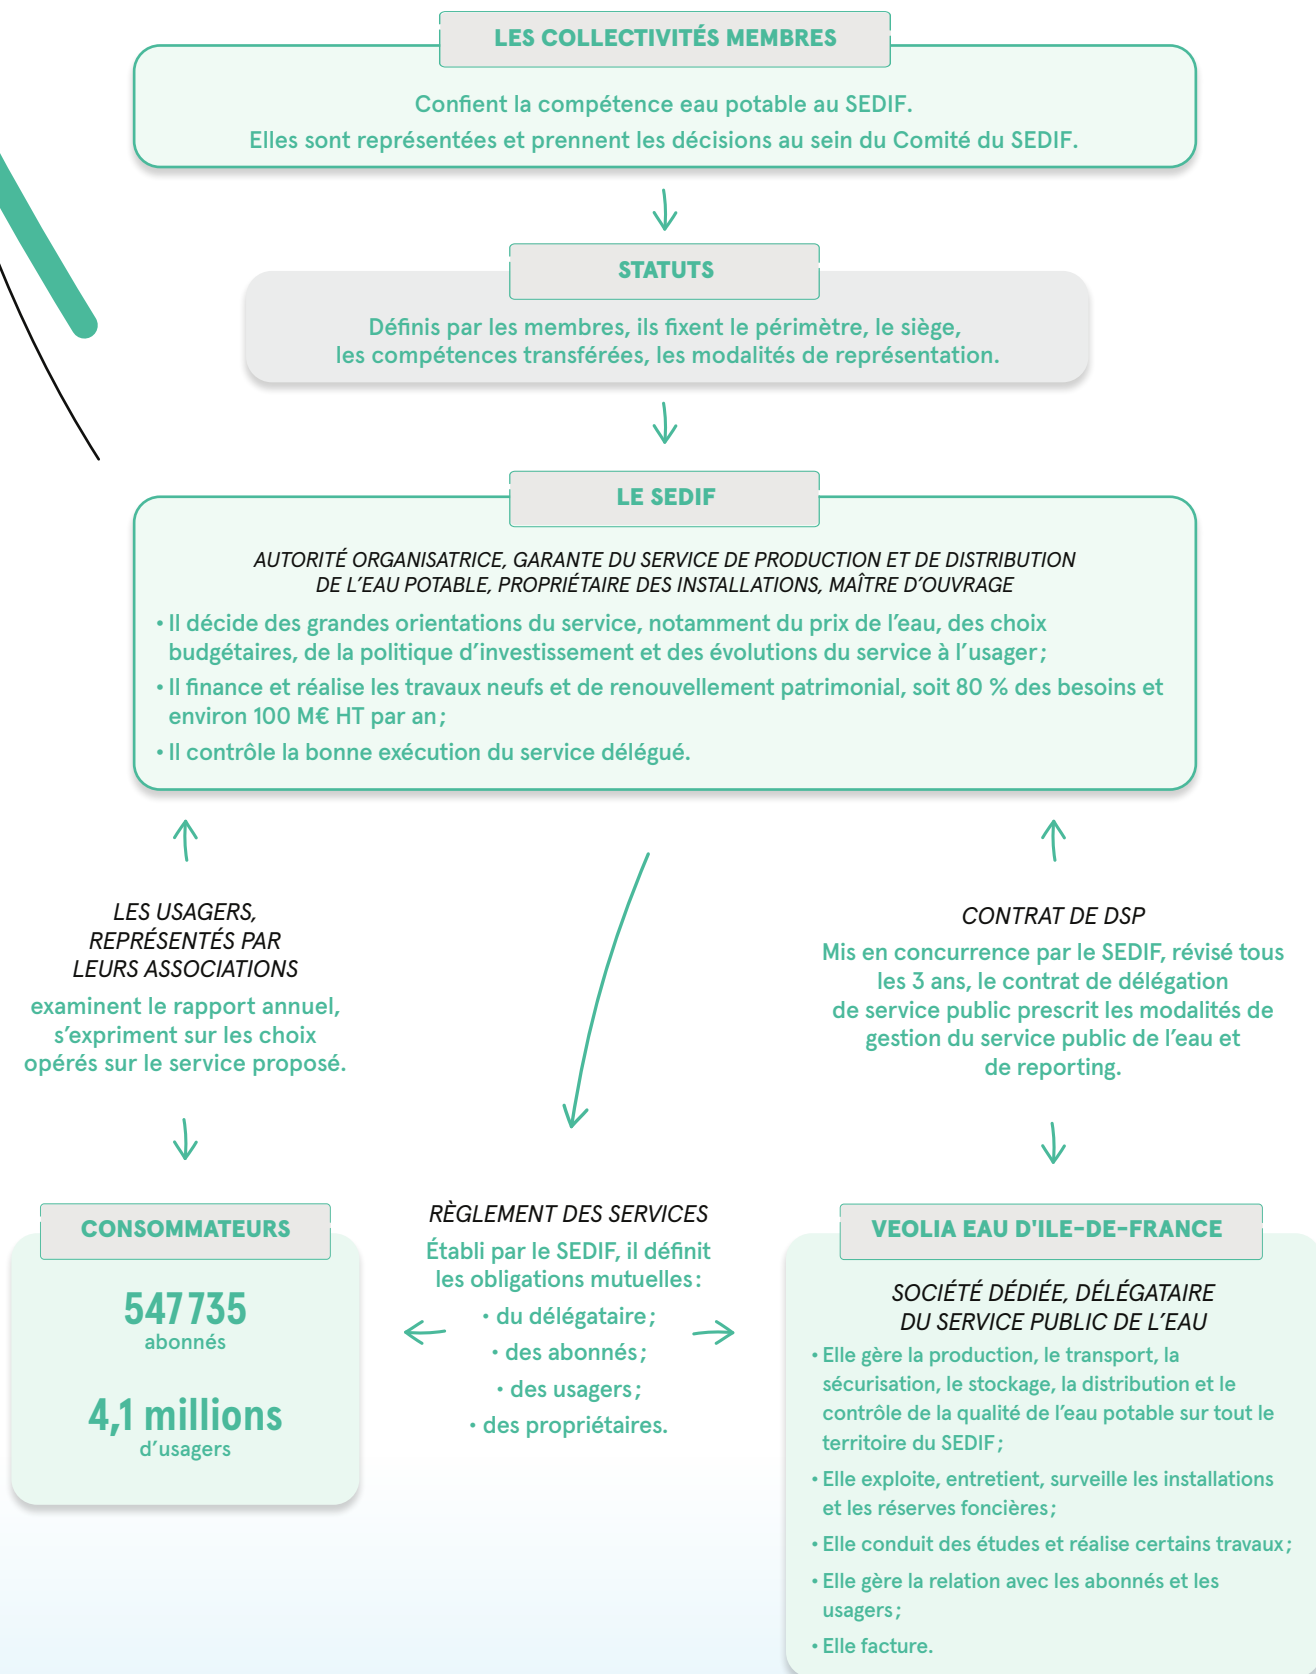 LES COLLECTIVITÉS MEMBRES
Confient la compétence eau potable au SEDIF.
Elles sont représentées et prennent les décisions au sein du Comité du SEDIF.
STATUTS
Définis par les membres, ils fixent le périmètre, le siège,
les compétences transférées, les modalités de représentation.
LE SEDIF
AUTORITÉ ORGANISATRICE, GARANTE DU SERVICE DE PRODUCTION ET DE DISTRIBUTION
DE L’EAU POTABLE, PROPRIÉTAIRE DES INSTALLATIONS, MAÎTRE D’OUVRAGE
• Il décide des grandes orientations du service, notamment du prix de l’eau, des choix
budgétaires, de la politique d’investissement et des évolutions du service à l’usager ;
• Il finance et réalise les travaux neufs et de renouvellement patrimonial, soit 80 % des besoins et
environ 100 M€ HT par an ;
• Il contrôle la bonne exécution du service délégué.
LES USAGERS,
REPRÉSENTÉS PAR
LEURS ASSOCIATIONS
examinent le rapport annuel,
s’expriment sur les choix
opérés sur le service proposé.
CONTRAT DE DSP
Mis en concurrence par le SEDIF, révisé tous
les 3 ans, le contrat de délégation
de service public prescrit les modalités de
gestion du service public de l’eau et
de reporting.
CONSOMMATEURS
547 735
abonnés
4,1 millions
d’usagers
RÈGLEMENT DES SERVICES
Établi par le SEDIF, il définit
les obligations mutuelles :
• du délégataire ;
• des abonnés ;
• des usagers ;
• des propriétaires.
VEOLIA EAU D'ILE-DE-FRANCE
SOCIÉTÉ DÉDIÉE, DÉLÉGATAIRE
DU SERVICE PUBLIC DE L’EAU
• Elle gère la production, le transport, la
sécurisation, le stockage, la distribution et le
contrôle de la qualité de l’eau potable sur tout le
territoire du SEDIF ;
• Elle exploite, entretient, surveille les installations
et les réserves foncières ;
• Elle conduit des études et réalise certains travaux ;
• Elle gère la relation avec les abonnés et les
usagers ;
• Elle facture.